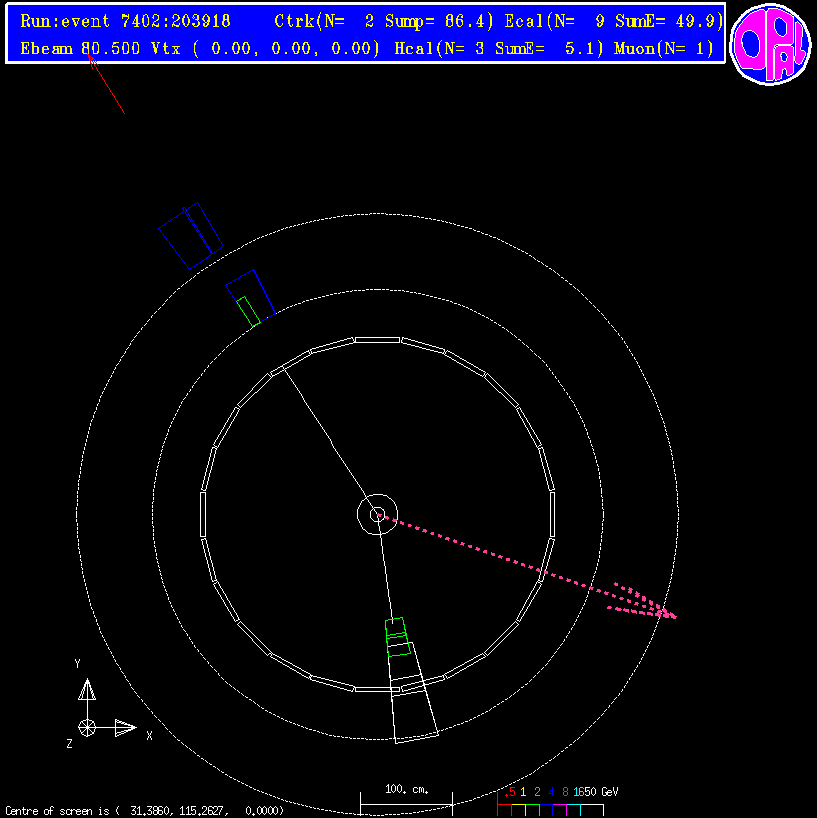 Run:event 7402:203918 Ctrk(N= 2 Sump= 86.4) Ecal(N= 9 SumE= 49.9)
Ebeam 80.500 Vtx ( 0.00, 0.00, 0.00) Hcal(N= 3 SumE= 5.1) Muon(N= 1)
OPAL
Y
X
Z
100. cm.
.5 1 2 4 8 1650 GeV
Centre of screen is ( 31.3860, 115.2627, 0.0000)